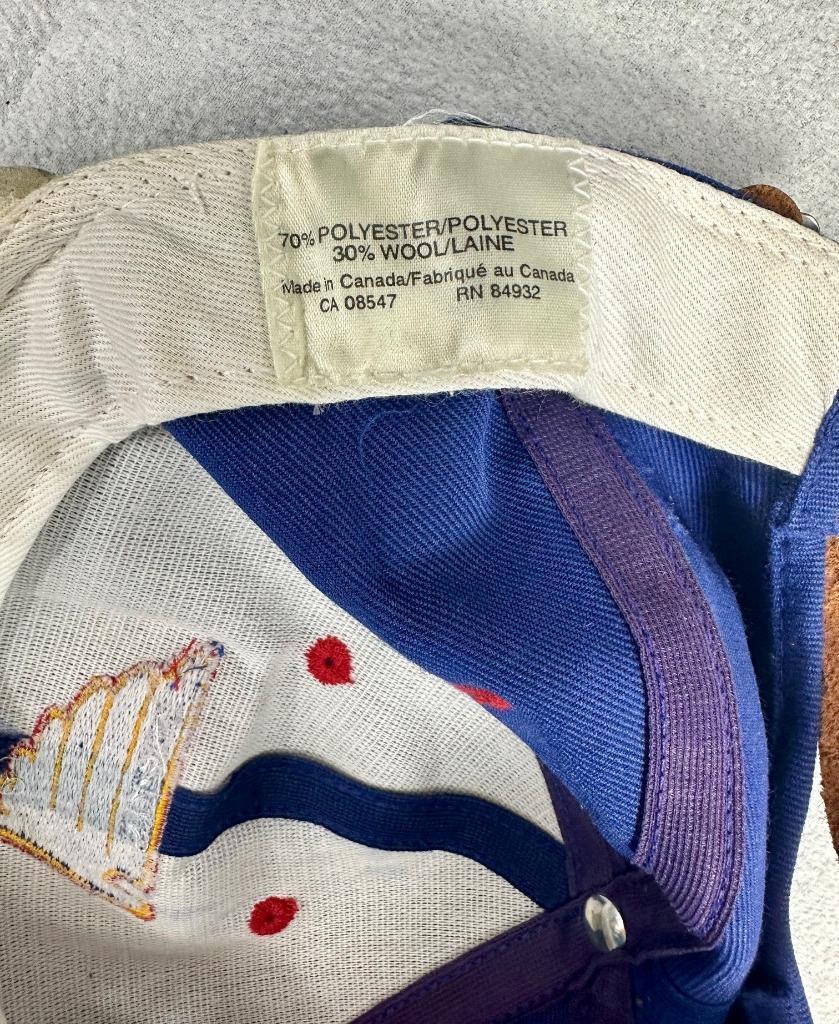 70% POLYESTER/POLYESTER
30% WOOL/LAINE
Made in Canada/Fabriqué au Canada
CA 08547 RN 84932